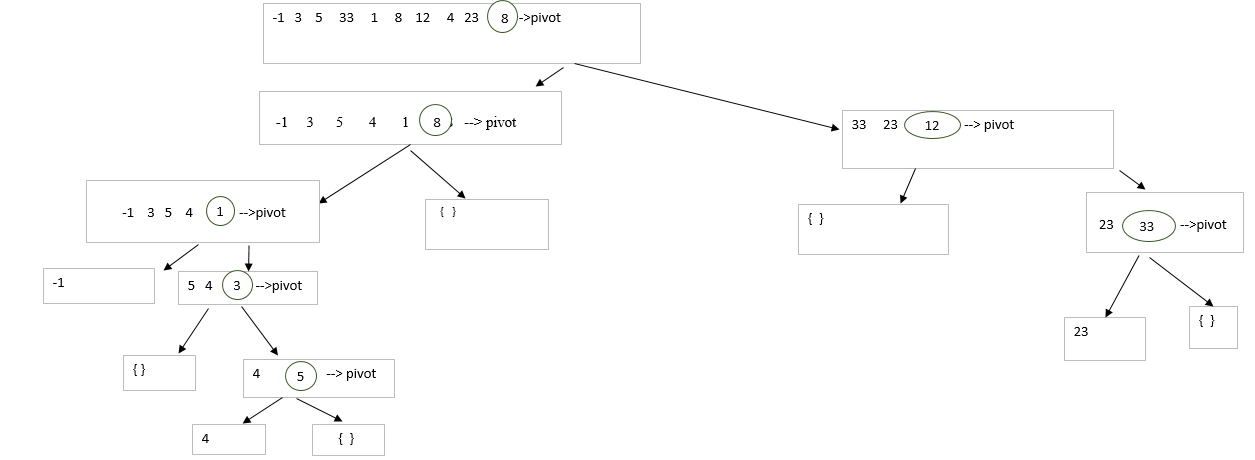 -1 3 5 33 1 8 12 4 23 8 ->pivot
-1 3 5 4 1 8 --> pivot
33 23 12 --> pivot
-1 3 5 4 1 -->pivot
{ }
{ }
23 33 -->pivot
-1
5 4 3 -->pivot
23
{ }
{ }
4 5 --> pivot
4
{ }